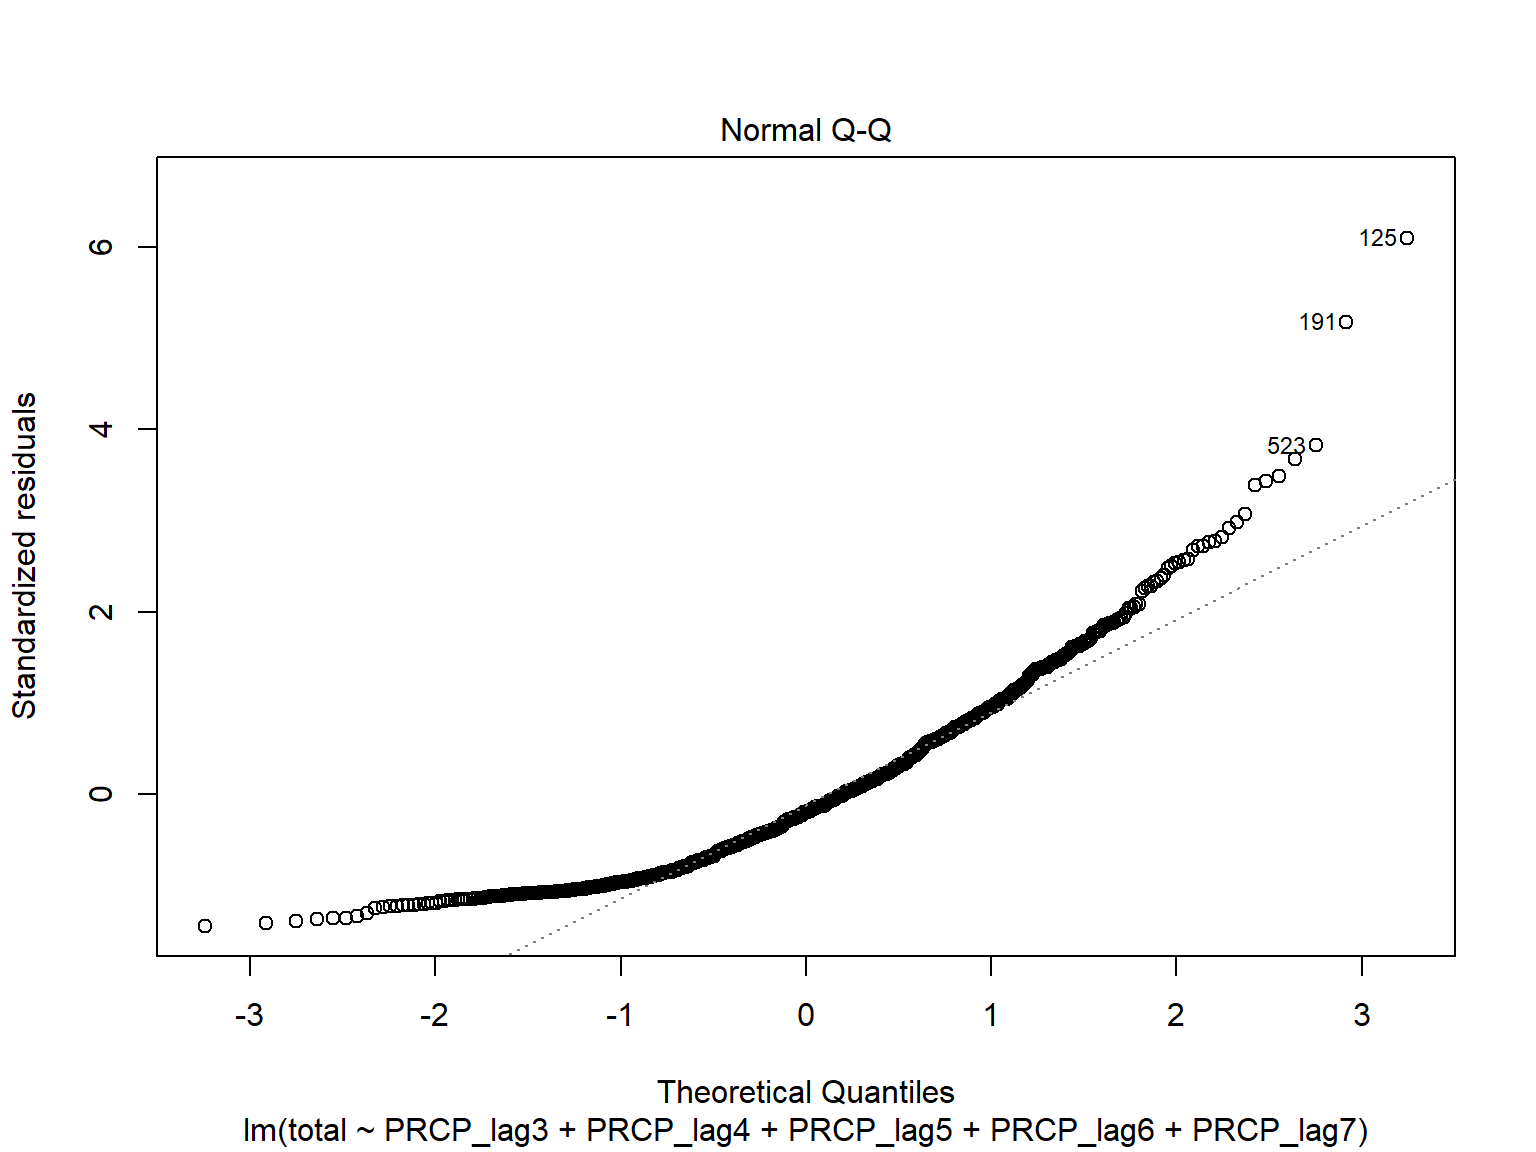 Normal Q-Q
Standardized residuals
6
4
2
0
125
191
523
-3 -2 -1 0 1 2 3
Theoretical Quantiles
lm(total ~ PRCP_lag3 + PRCP_lag4 + PRCP_lag5 + PRCP_lag6 + PRCP_lag7)